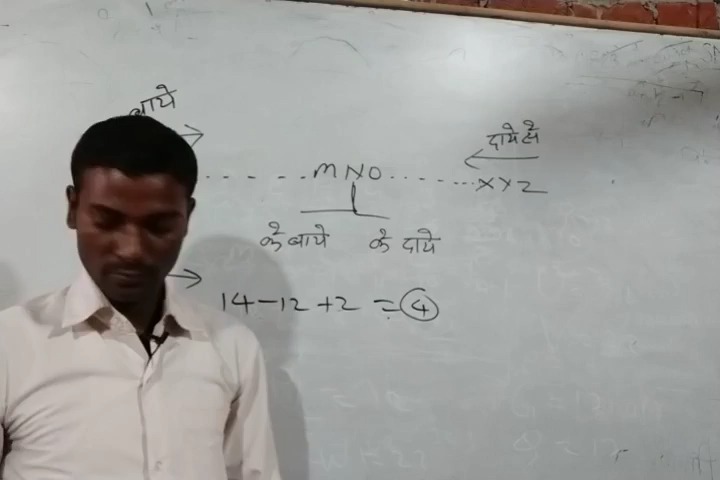 बाये
दाये से
. . . . . MNO . . . . . . . . XYZ
के बाये के दाये
14-12+2 = 4